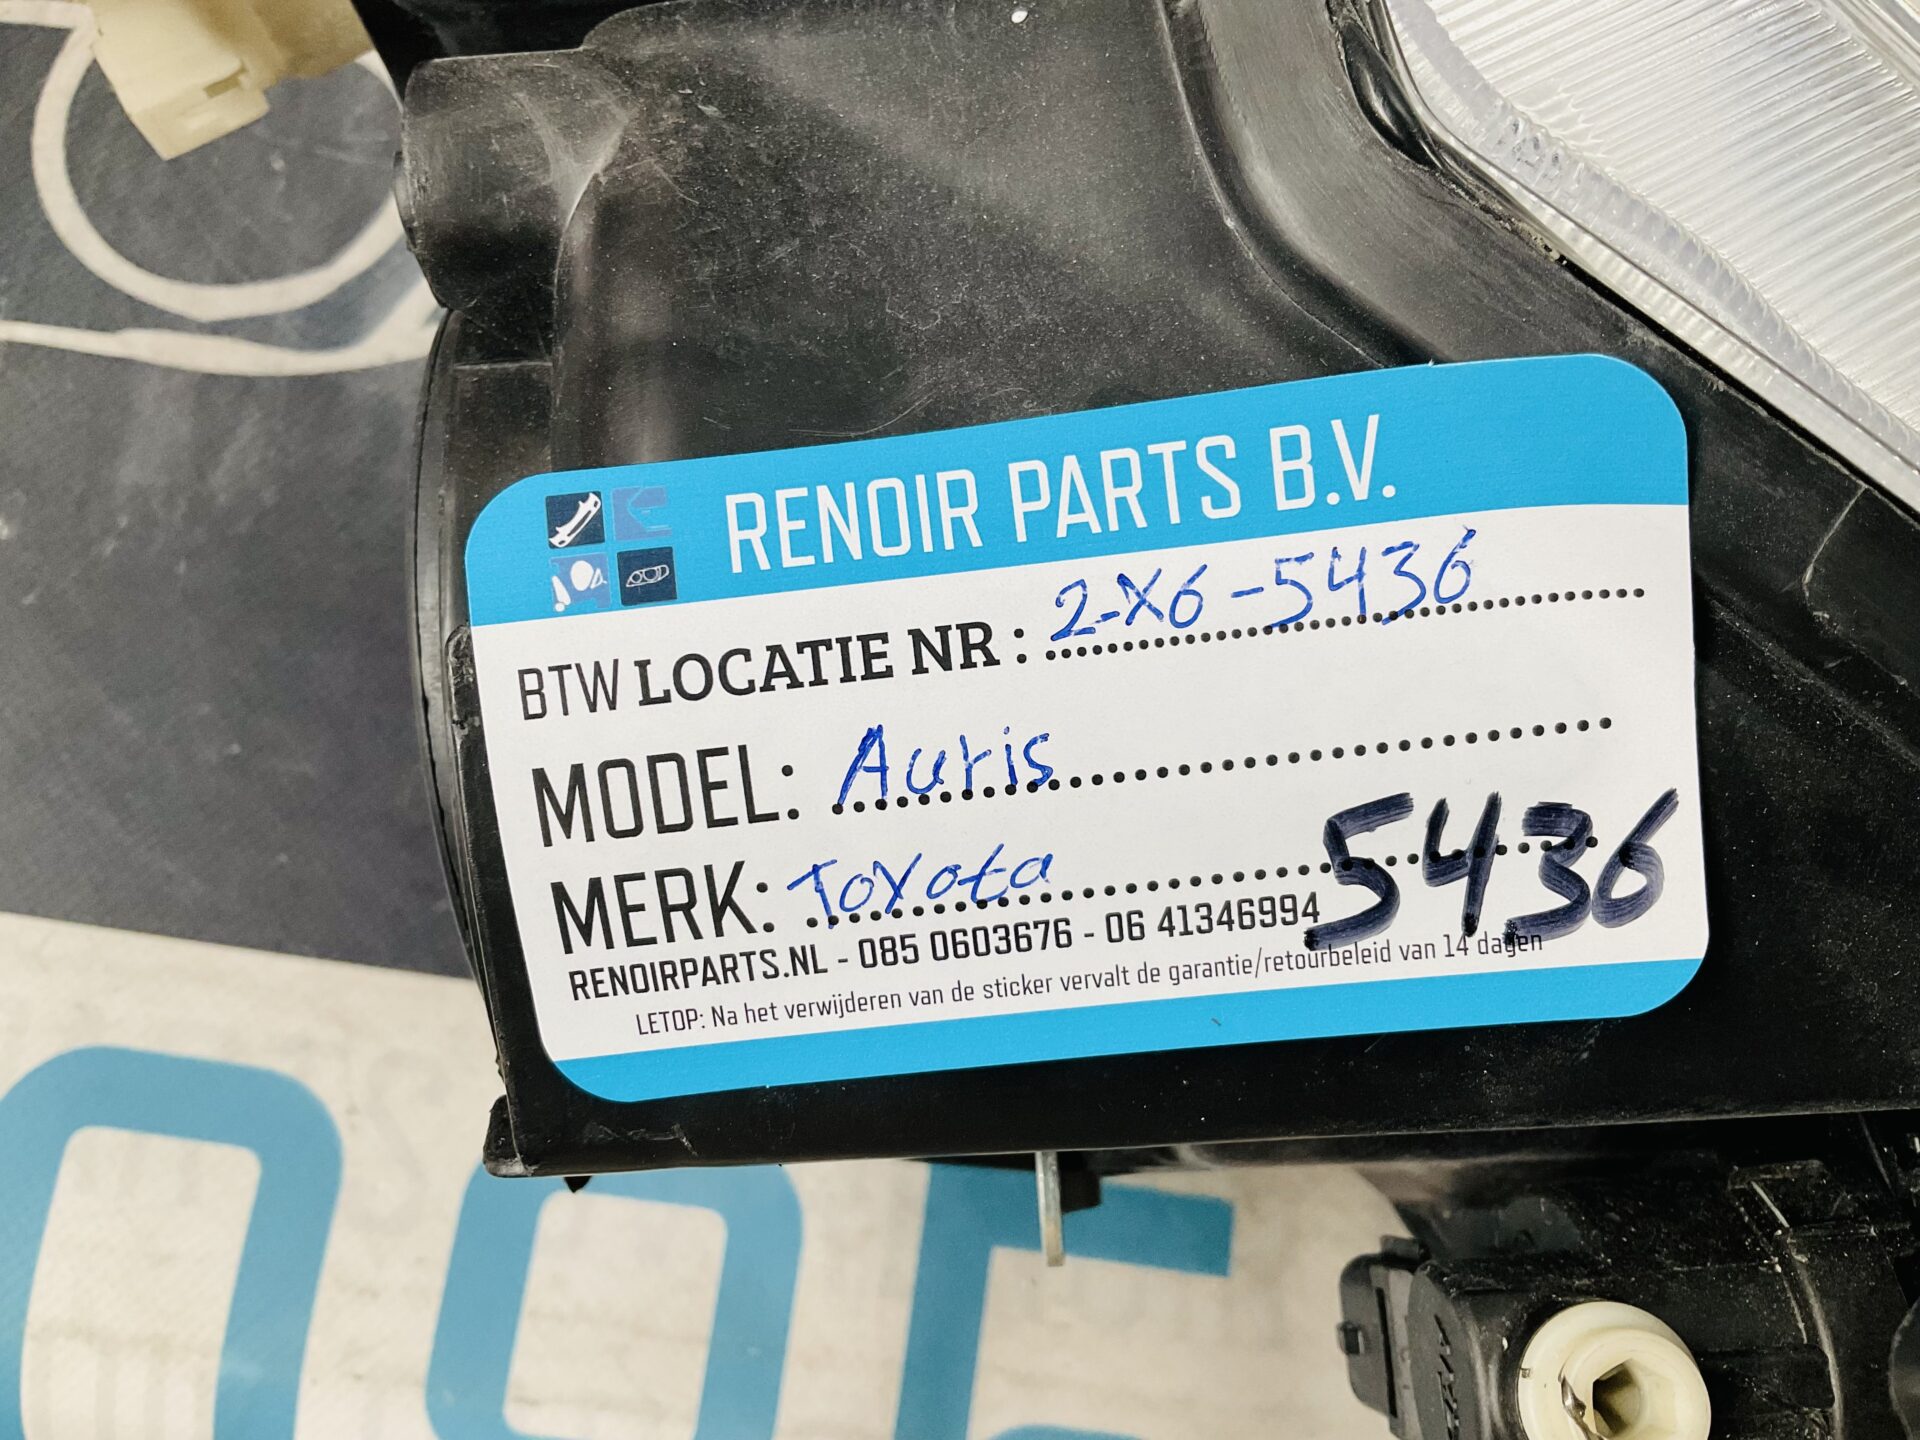 RENOIR PARTS B.V.
BTW LOCATIE NR : 2-X6-5436
MODEL: Auris
MERK: Toyota
5436
RENOIRPARTS.NL - 085 0603676 - 06 41346994
LETOP: Na het verwijderen van de sticker vervalt de garantie/retourbeleid van 14 dagen